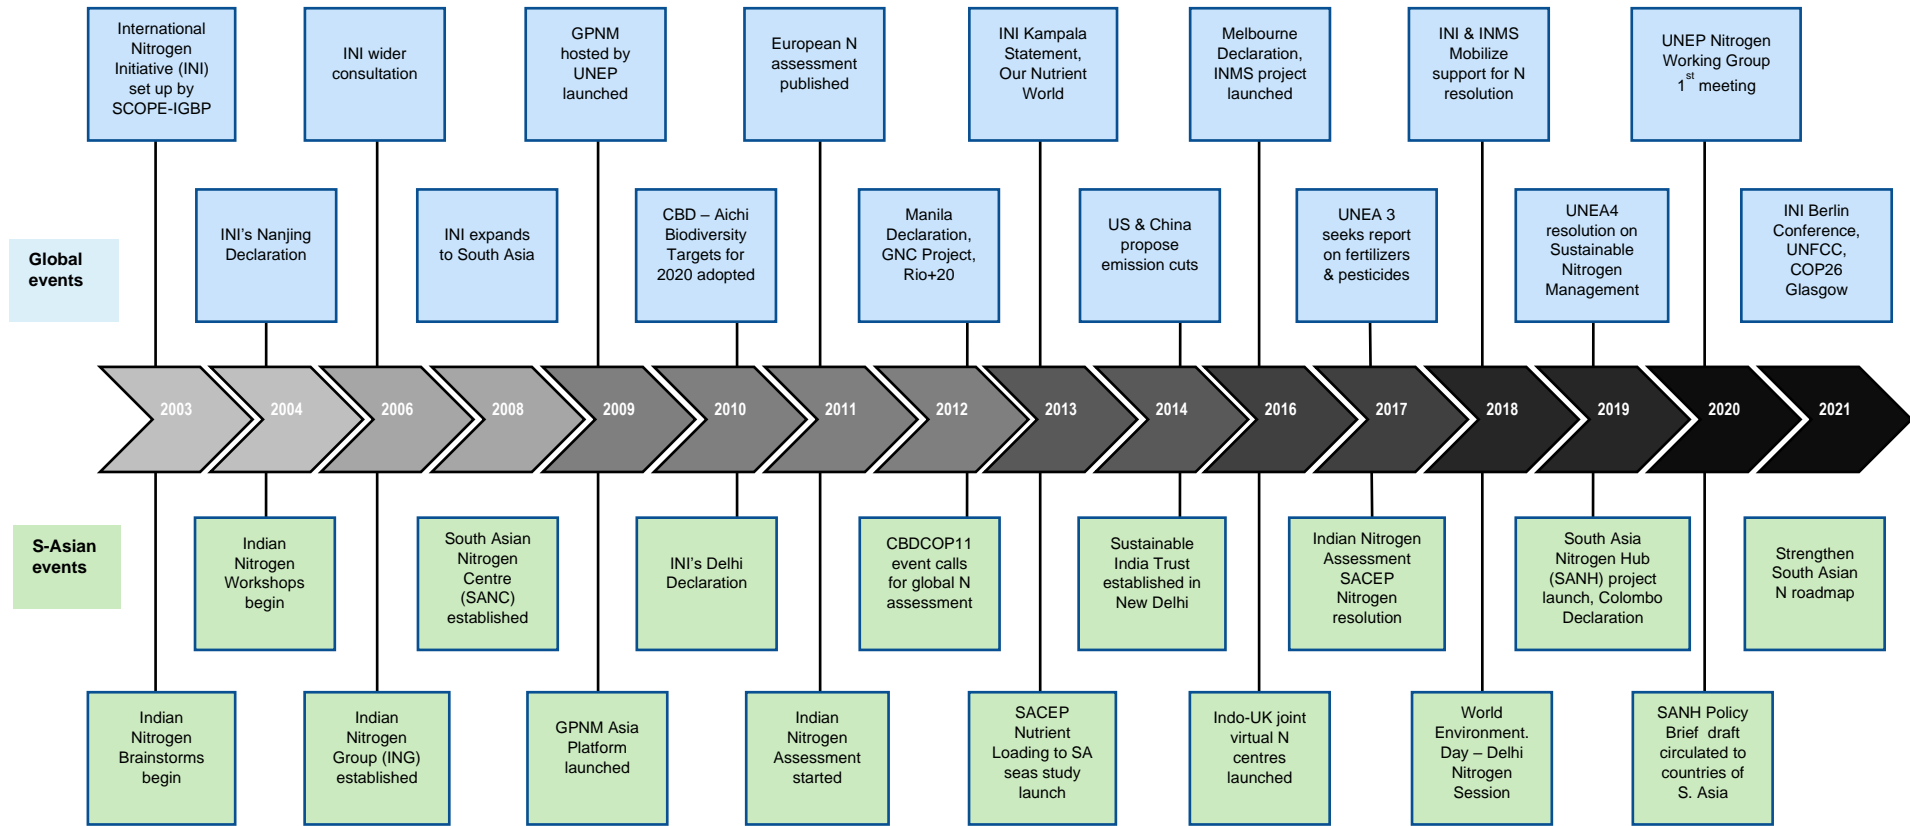 International
Nitrogen
Initiative (INI)
set up by
SCOPE-IGBP
INI wider
consultation
GPNM
hosted by
UNEP
launched
European N
assessment
published
INI Kampala
Statement,
Our Nutrient
World
Melbourne
Declaration,
INMS project
launched
INI & INMS
Mobilize
support for N
resolution
UNEP Nitrogen
Working Group
1st meeting
Global
events
INI's Nanjing
Declaration
INI expands
to South Asia
CBD – Aichi
Biodiversity
Targets for
2020 adopted
Manila
Declaration,
GNC Project,
Rio+20
US & China
propose
emission cuts
UNEA 3
seeks report
on fertilizers
& pesticides
UNEA4
resolution on
Sustainable
Nitrogen
Management
INI Berlin
Conference,
UNFCC,
COP26
Glasgow
2003
2004
2006
2008
2009
2010
2011
2012
2013
2014
2016
2017
2018
2019
2020
2021
S-Asian
events
Indian
Nitrogen
Workshops
begin
South Asian
Nitrogen
Centre
(SANC)
established
INI's Delhi
Declaration
CBDCOP11
event calls
for global N
assessment
Sustainable
India Trust
established in
New Delhi
Indian Nitrogen
Assessment
SACEP
Nitrogen
resolution
South Asia
Nitrogen Hub
(SANH) project
launch, Colombo
Declaration
Strengthen
South Asian
N roadmap
Indian
Nitrogen
Brainstorms
begin
Indian
Nitrogen
Group (ING)
established
GPNM Asia
Platform
launched
Indian
Nitrogen
Assessment
started
SACEP
Nutrient
Loading to SA
seas study
launch
Indo-UK joint
virtual N
centres
launched
World
Environment.
Day – Delhi
Nitrogen
Session
SANH Policy
Brief draft
circulated to
countries of
S. Asia